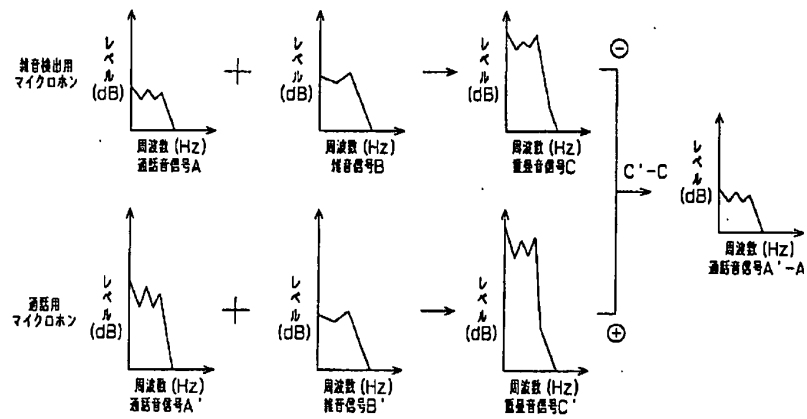 雑音検出用
マイクロホン
レベル
(dB)
周波数 (Hz)
通話音信号A
+
レベル
(dB)
周波数 (Hz)
雑音信号B
レベル
(dB)
周波数 (Hz)
重畳音信号C
⊖
C'-C
レベル
(dB)
周波数 (Hz)
通話音信号A'-A
通話用
マイクロホン
レベル
(dB)
周波数 (Hz)
通話音信号A'
+
レベル
(dB)
周波数 (Hz)
雑音信号B'
レベル
(dB)
周波数 (Hz)
重畳音信号C'
⊕